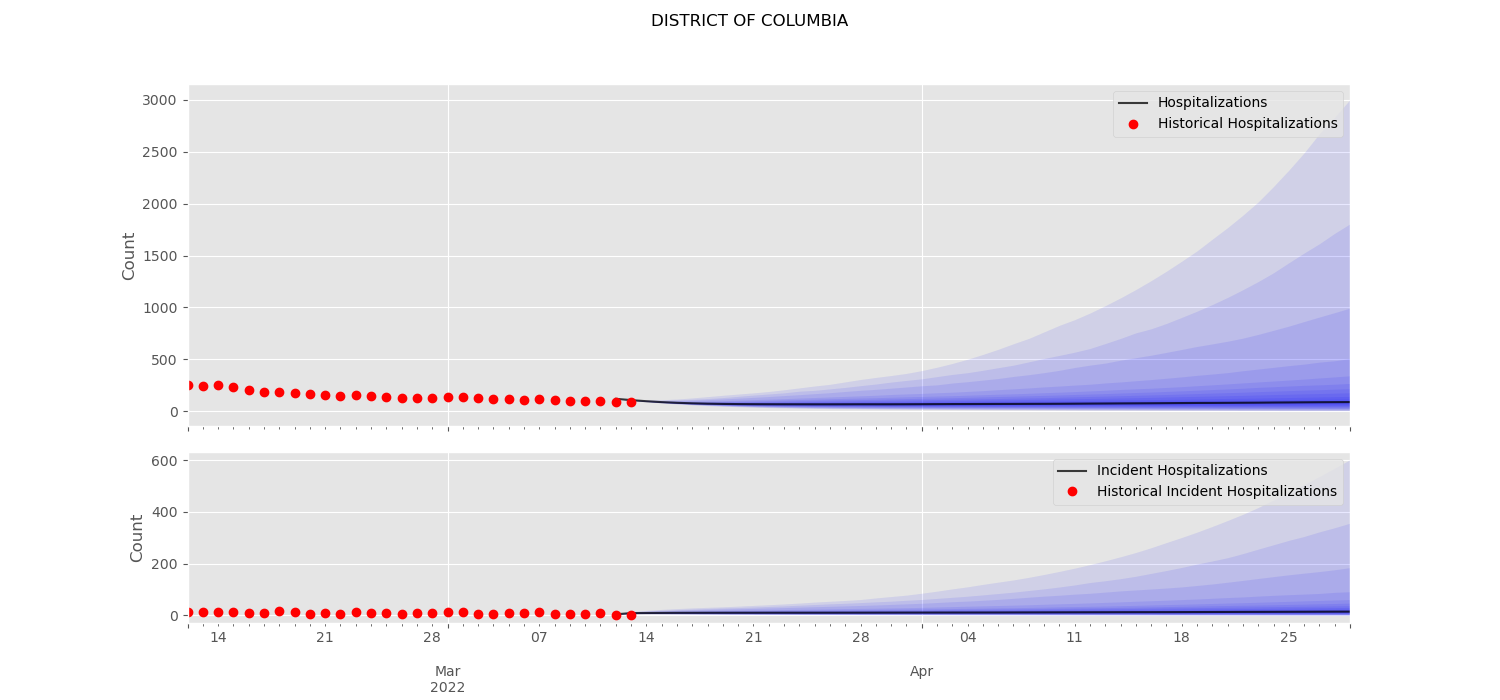 DISTRICT OF COLUMBIA
3000
2500
2000
1500
1000
500
0
Count
Hospitalizations
Historical Hospitalizations
600
400
200
0
Count
Incident Hospitalizations
Historical Incident Hospitalizations
14 21 28 07 14 21 28 04 11 18 25
Mar Apr
2022